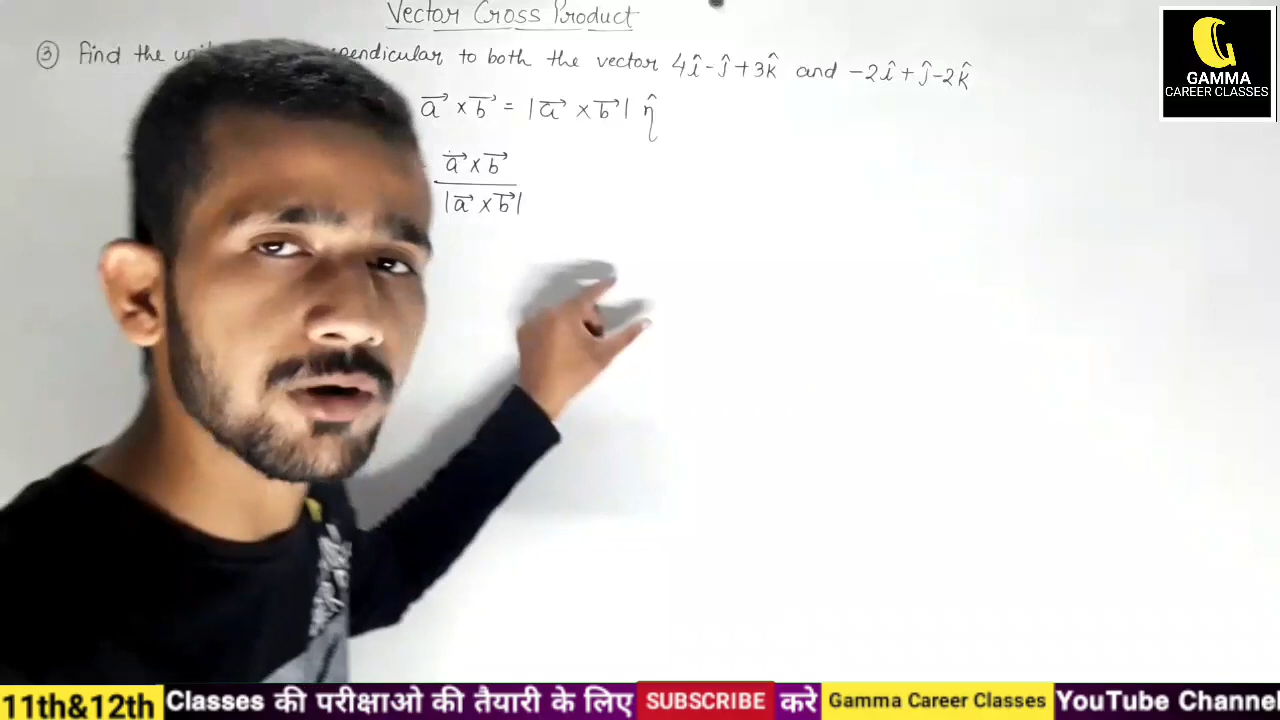 Vector Cross Product
③ Find the to both the vector 4î - ĵ + 3k̂ and -2î + ĵ - 2k̂
a⃗ × b⃗ = |a⃗ × b⃗| η̂
a⃗ × b⃗
|a⃗ × b⃗|
GAMMA
CAREER CLASSES
11th&12th Classes की परीक्षाओ की तैयारी के लिए SUBSCRIBE करे Gamma Career Classes YouTube Channel